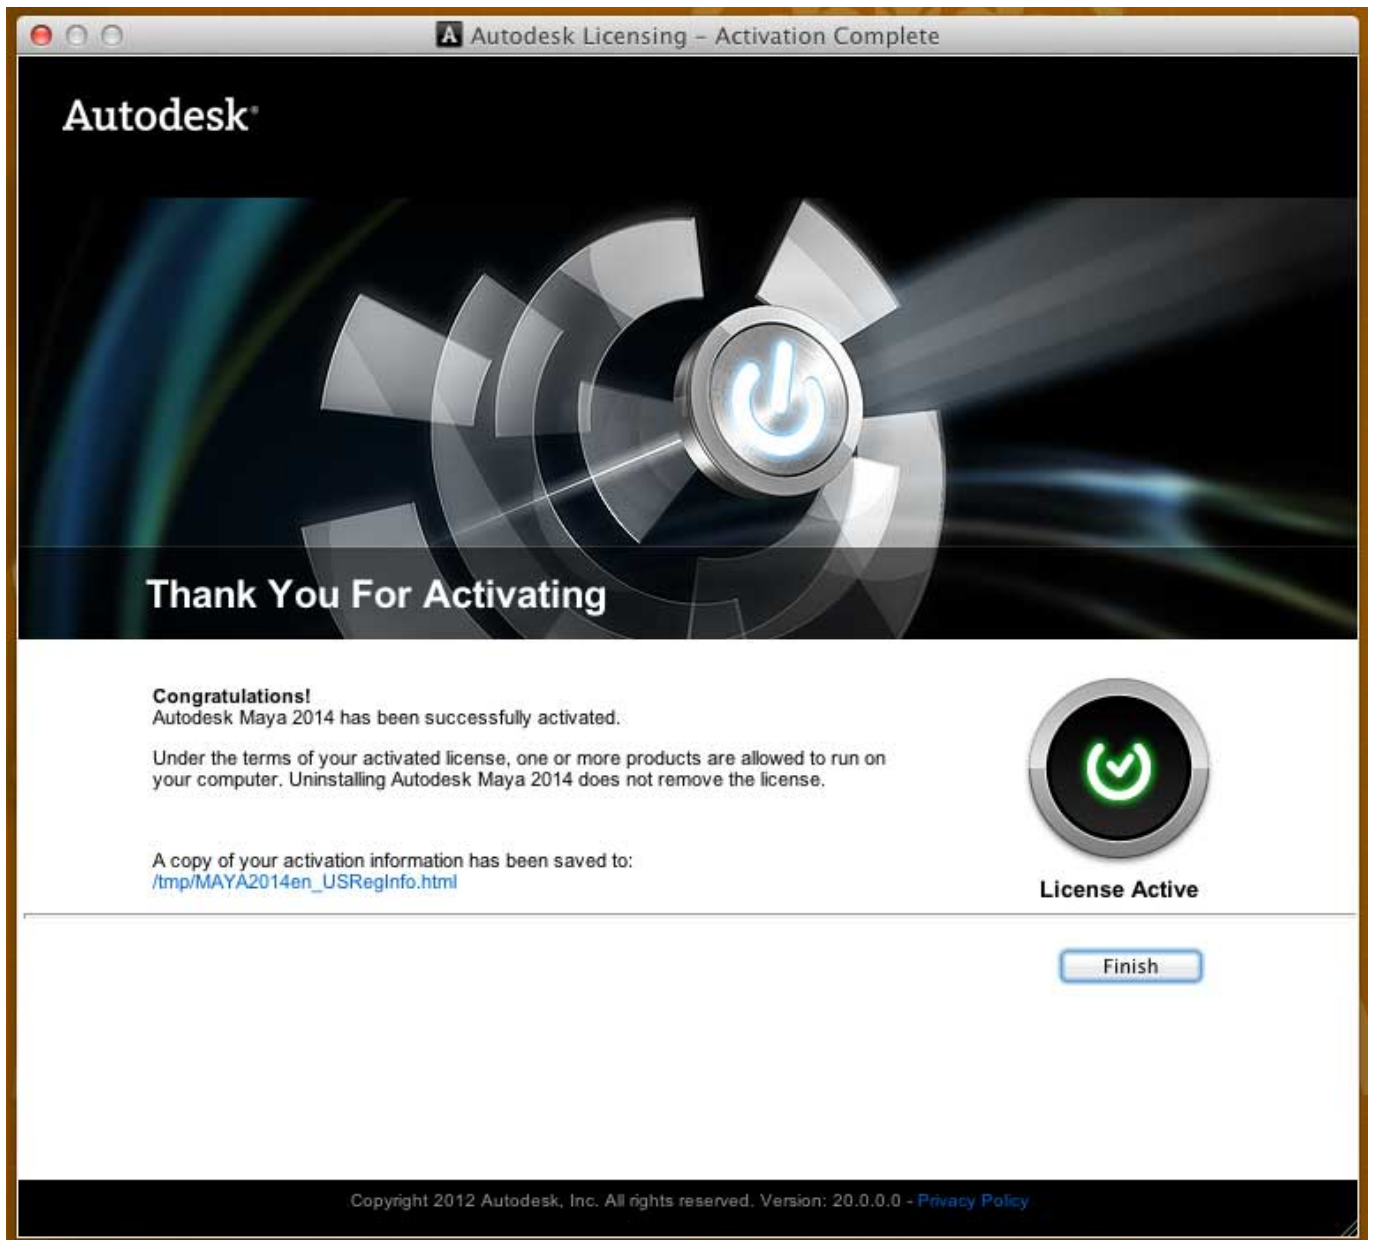 Autodesk Licensing – Activation Complete
Autodesk®
Thank You For Activating
Congratulations!
Autodesk Maya 2014 has been successfully activated.
Under the terms of your activated license, one or more products are allowed to run on
your computer. Uninstalling Autodesk Maya 2014 does not remove the license.
A copy of your activation information has been saved to:
/tmp/MAYA2014en_USRegInfo.html
License Active
Finish
Copyright 2012 Autodesk, Inc. All rights reserved. Version: 20.0.0.0 - Privacy Policy